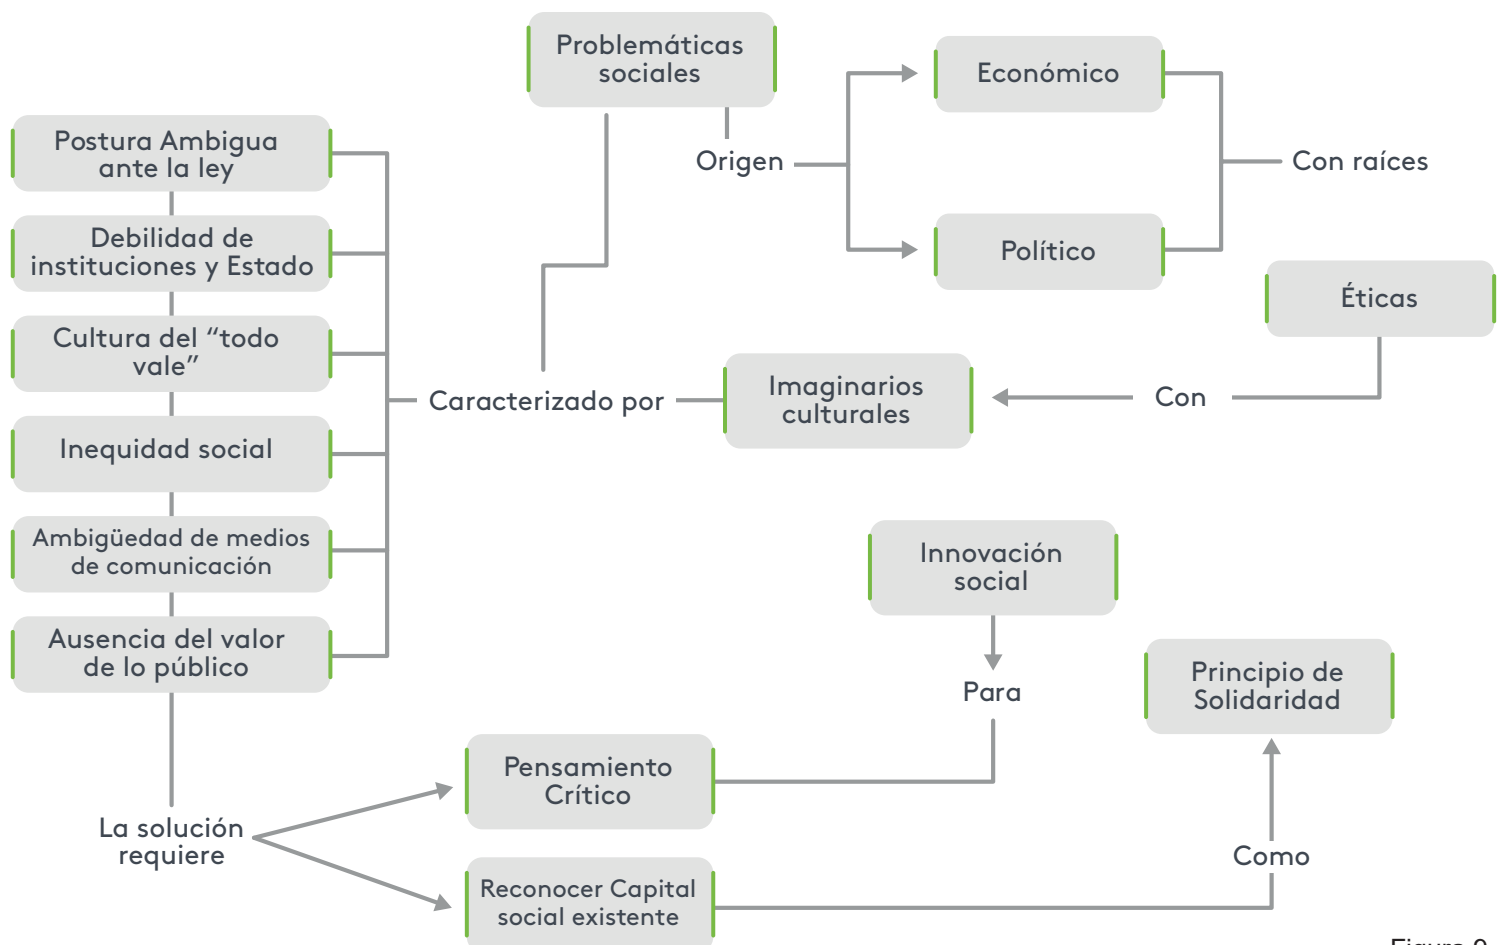 Problemáticas
sociales
Económico
Origen
Con raíces
Político
Éticas
Postura Ambigua
ante la ley
Debilidad de
instituciones y Estado
Cultura del “todo
vale”
Inequidad social
Ambigüedad de medios
de comunicación
Ausencia del valor
de lo público
Caracterizado por
Imaginarios
culturales
Con
Innovación
social
Para
Principio de
Solidaridad
Pensamiento
Crítico
La solución
requiere
Como
Reconocer Capital
social existente